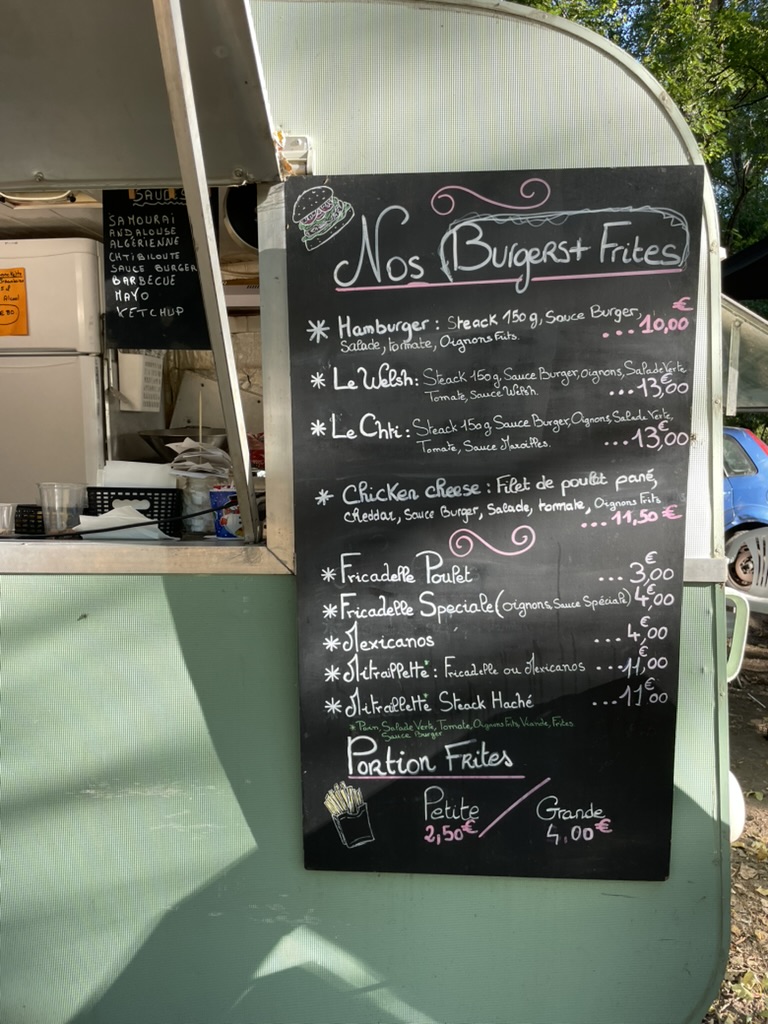 SAUCES
SAMOURAÏ
ANDALOUSE
ALGÉRIENNE
CHTIBILOUTE
SAUCE BURGER
BARBECUE
MAYO
KETCHUP
Nos Burgers+ Frites
* Hamburger : Steack 150g, Sauce Burger,
Salade, tomate, Oignons Frits. ...10,00 €
* Le Welsh : Steack 150g, Sauce Burger, oignons, Salade Verte
Tomate, Sauce Welsh. ...13,00 €
* Le Chti : Steack 150g Sauce Burger, Oignons, Salade Verte,
Tomate, Sauce Maroilles. ...13,00 €
* Chicken cheese : Filet de poulet pané,
cheddar, Sauce Burger, Salade, tomate, Oignons Frits
...11,50 €
* Fricadelle Poulet ...3,00 €
* Fricadelle Speciale (oignons, Sauce Spéciale) 4,00 €
* Mexicanos ...4,00 €
* Mitraillette : Fricadelle ou Mexicanos ...11,00 €
* Mitraillette Steack Haché ...11,00 €
* Pain, Salade Verte, Tomate, Oignons Frits, Viande, Frites
Sauce Burger
Portion Frites
Petite / Grande
2,50€ 4,00€